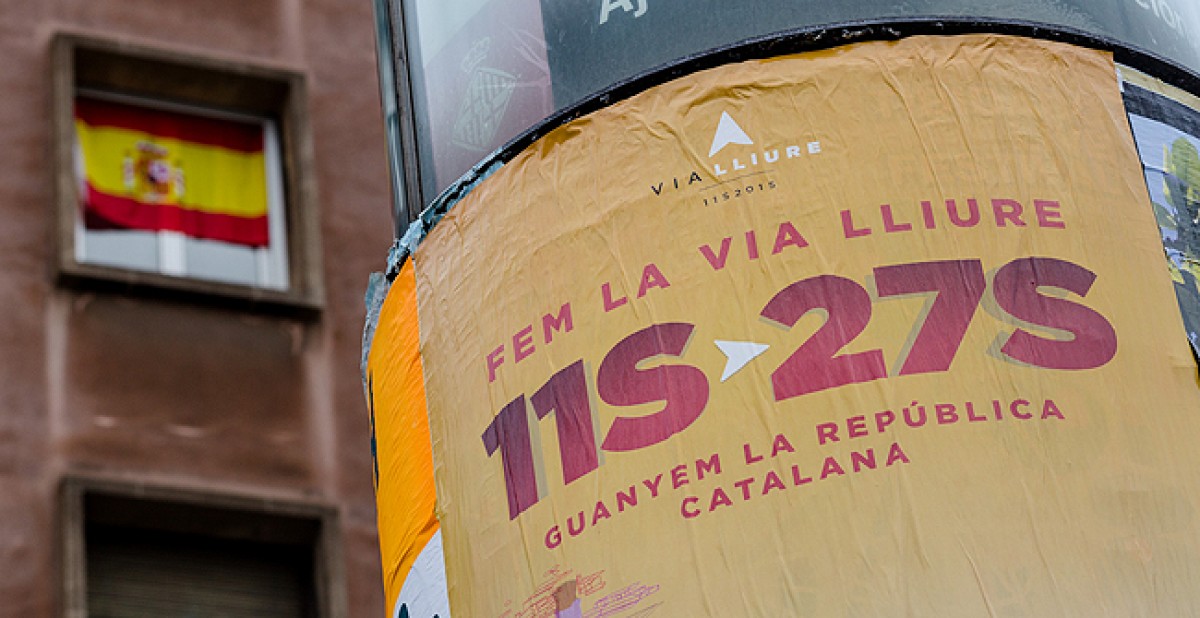 VIA LLIURE
11S2015
FEM LA VIA LLIURE
11S 27S
GUANYEM LA REPÚBLICA
CATALANA